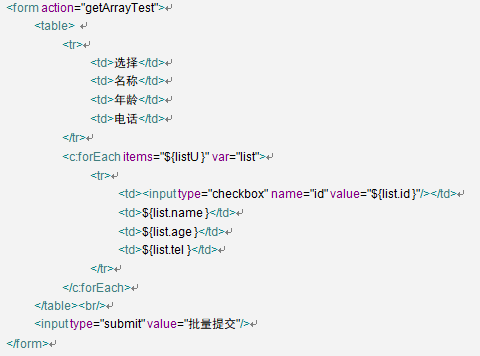 <form action="getArrayTest">↵
<table> ↵
<tr>↵
<td>选择</td>↵
<td>名称</td>↵
<td>年龄</td>↵
<td>电话</td>↵
</tr>↵
<c:forEach items="${listU}" var="list">↵
<tr>↵
<td><input type="checkbox" name="id" value="${list.id}"/></td>↵
<td>${list.name}</td>↵
<td>${list.age}</td>↵
<td>${list.tel}</td>↵
</tr>↵
</c:forEach>↵
</table><br/>↵
<input type="submit" value="批量提交"/>↵
</form>↵